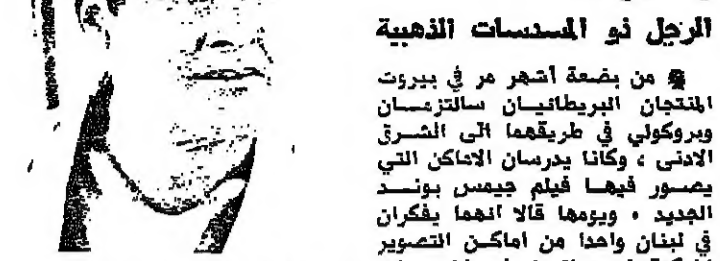 الرجل ذو المسدسات الذهبية
من بضعة أشهر مر في بيروت
المنتجان البريطانيان سالتزمان
وبروكولي في طريقهما الى الشرق
الادنى ، وكانا يدرسان الاماكن التي
يصور فيها فيلم جيمس بوند
الجديد . ويومها قالا انهما يفكران
في لبنان واحدا من اماكن التصوير